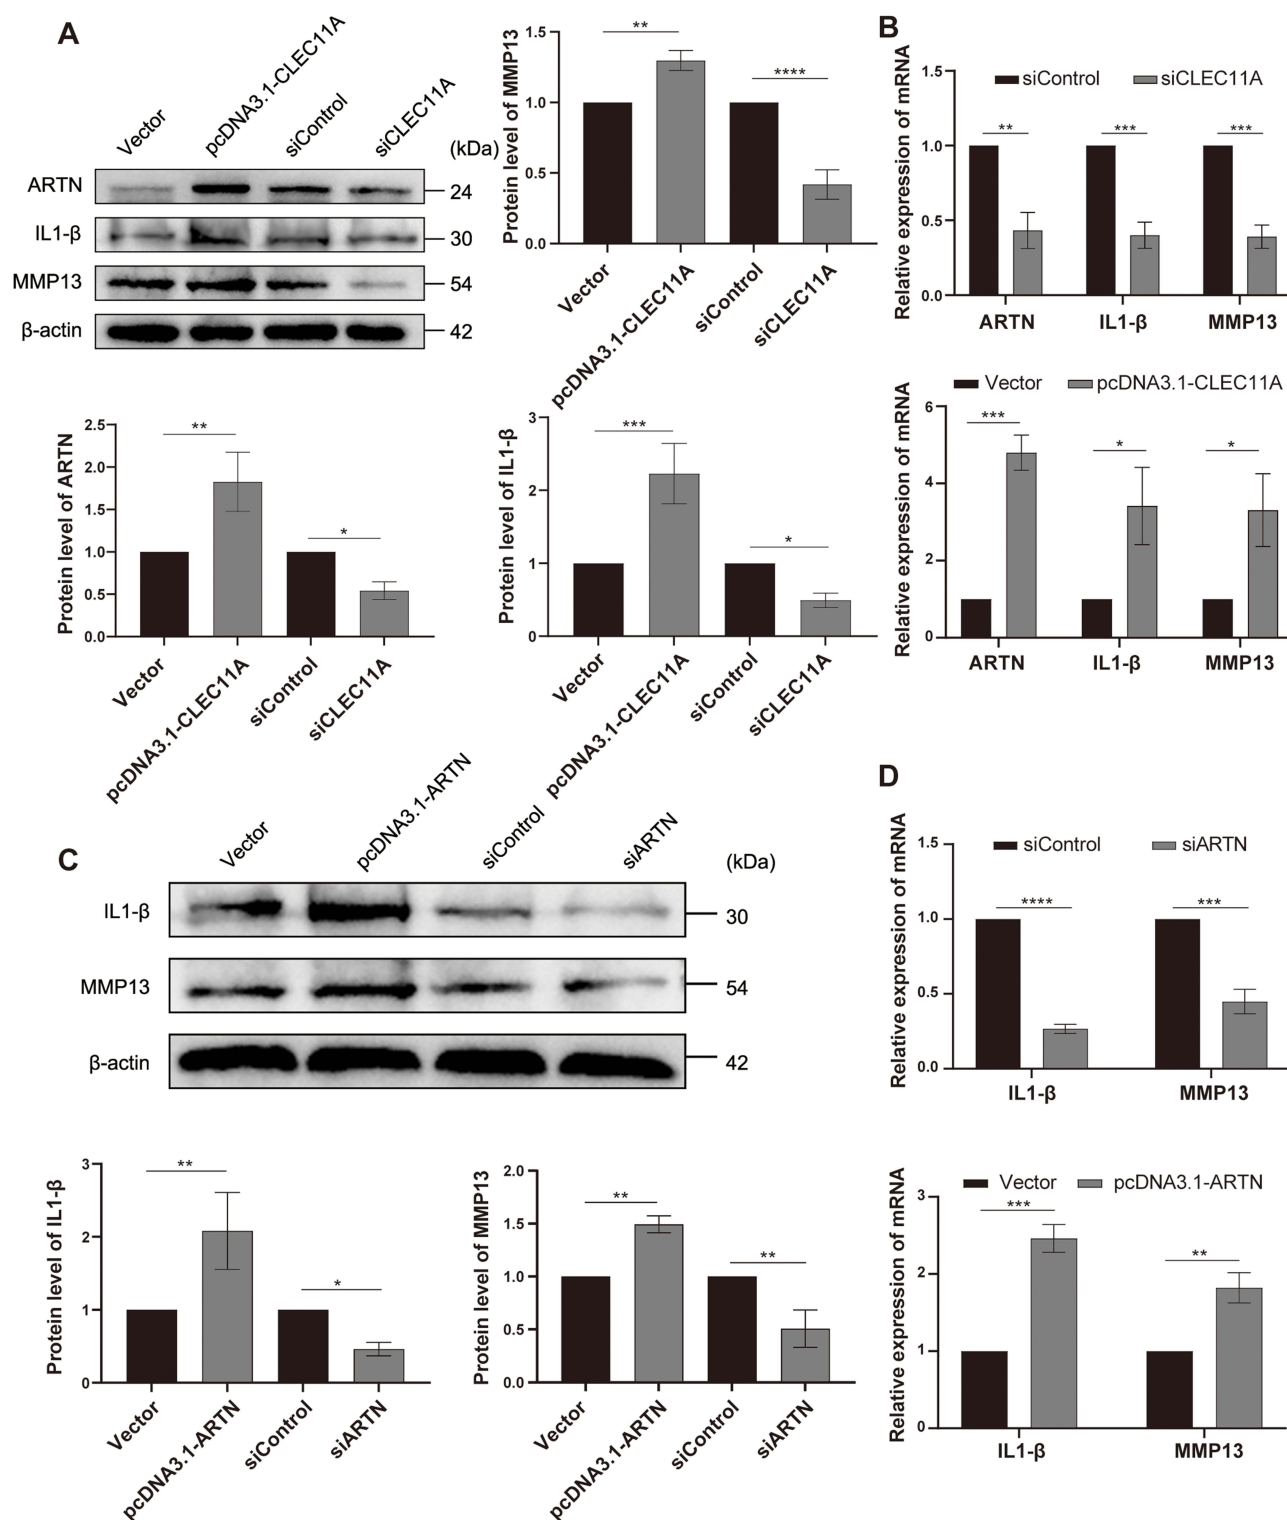 A
Vector
pcDNA3.1-CLEC11A
siControl
siCLEC11A
(kDa)
ARTN
24
IL1-β
30
MMP13
54
β-actin
42
Protein level of MMP13
1.5
1.0
0.5
0.0
**
****
Vector
pcDNA3.1-CLEC11A
siControl
siCLEC11A
B
siControl
siCLEC11A
Relative expression of mRNA
1.5
1.0
0.5
0.0
**
***
***
ARTN
IL1-β
MMP13
Protein level of ARTN
2.5
2.0
1.5
1.0
0.5
0.0
**
*
Vector
pcDNA3.1-CLEC11A
siControl
siCLEC11A
Protein level of IL1-β
3
2
1
0
***
*
Vector
pcDNA3.1-CLEC11A
siControl
siCLEC11A
Vector
pcDNA3.1-CLEC11A
Relative expression of mRNA
6
4
2
0
***
*
*
ARTN
IL1-β
MMP13
C
Vector
pcDNA3.1-ARTN
siControl
siARTN
(kDa)
IL1-β
30
MMP13
54
β-actin
42
D
siControl
siARTN
Relative expression of mRNA
1.5
1.0
0.5
0.0
****
***
IL1-β
MMP13
Protein level of IL1-β
3
2
1
0
**
*
Vector
pcDNA3.1-ARTN
siControl
siARTN
Protein level of MMP13
2.0
1.5
1.0
0.5
0.0
**
**
Vector
pcDNA3.1-ARTN
siControl
siARTN
Vector
pcDNA3.1-ARTN
Relative expression of mRNA
3
2
1
0
***
**
IL1-β
MMP13